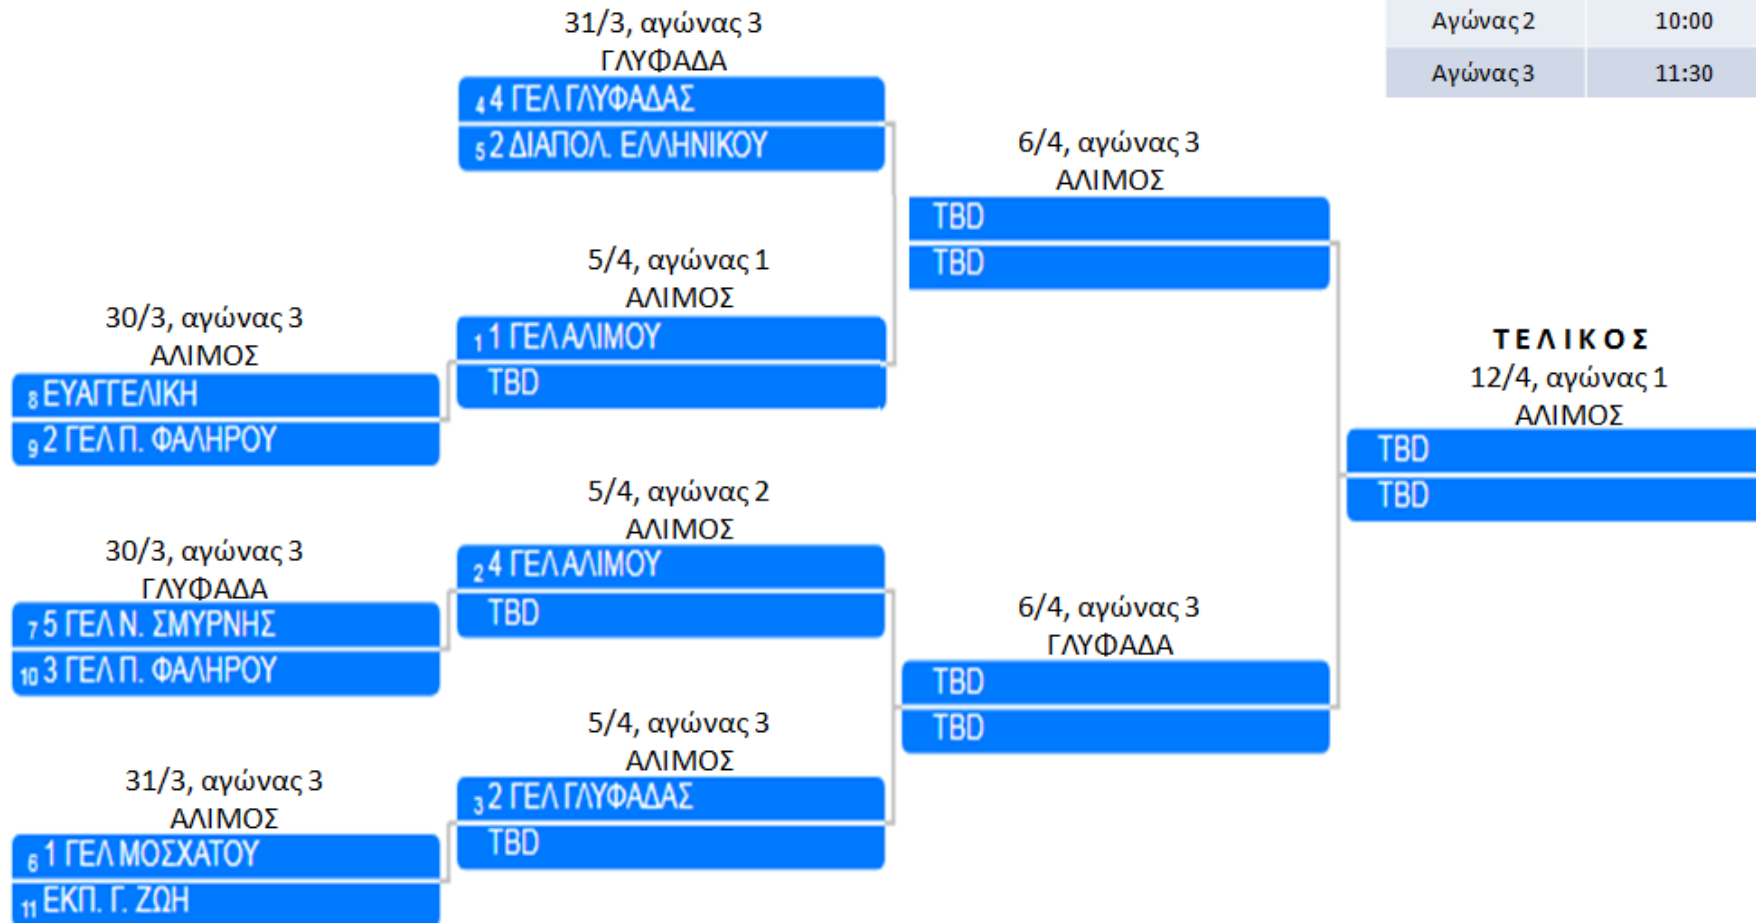 Αγώνας 2 10:00
Αγώνας 3 11:30
31/3, αγώνας 3
ΓΛΥΦΑΔΑ
4 4 ΓΕΛ ΓΛΥΦΑΔΑΣ
5 2 ΔΙΑΠΟΛ. ΕΛΛΗΝΙΚΟΥ
5/4, αγώνας 1
ΑΛΙΜΟΣ
1 1 ΓΕΛ ΑΛΙΜΟΥ
TBD
30/3, αγώνας 3
ΑΛΙΜΟΣ
8 ΕΥΑΓΓΕΛΙΚΗ
9 2 ΓΕΛ Π. ΦΑΛΗΡΟΥ
5/4, αγώνας 2
ΑΛΙΜΟΣ
2 4 ΓΕΛ ΑΛΙΜΟΥ
TBD
30/3, αγώνας 3
ΓΛΥΦΑΔΑ
7 5 ΓΕΛ Ν. ΣΜΥΡΝΗΣ
10 3 ΓΕΛ Π. ΦΑΛΗΡΟΥ
5/4, αγώνας 3
ΑΛΙΜΟΣ
3 2 ΓΕΛ ΓΛΥΦΑΔΑΣ
TBD
31/3, αγώνας 3
ΑΛΙΜΟΣ
6 1 ΓΕΛ ΜΟΣΧΑΤΟΥ
11 ΕΚΠ. Γ. ΖΩΗ
6/4, αγώνας 3
ΑΛΙΜΟΣ
TBD
TBD
6/4, αγώνας 3
ΓΛΥΦΑΔΑ
TBD
TBD
ΤΕΛΙΚΟΣ
12/4, αγώνας 1
ΑΛΙΜΟΣ
TBD
TBD